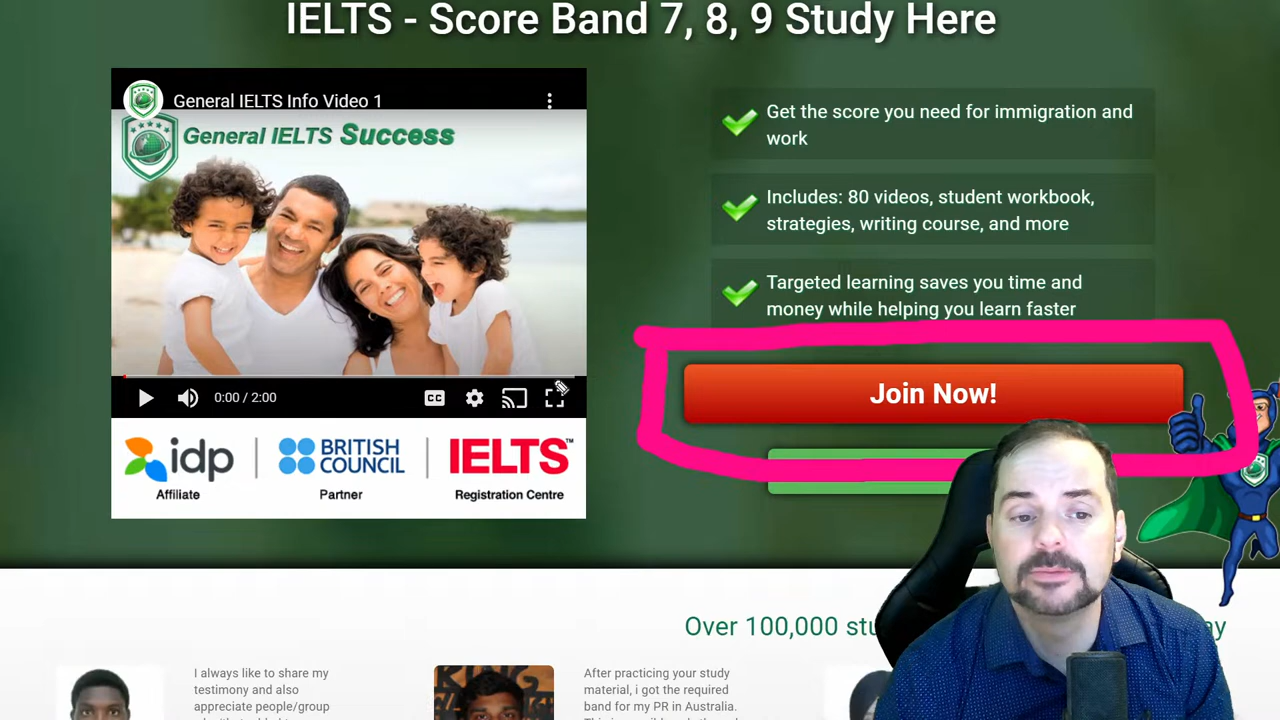 IELTS - Score Band 7, 8, 9 Study Here
General IELTS Info Video 1
General IELTS Success
0:00 / 2:00
CC
idp
Affiliate
BRITISH
COUNCIL
Partner
IELTS™
Registration Centre
Get the score you need for immigration and
work
Includes: 80 videos, student workbook,
strategies, writing course, and more
Targeted learning saves you time and
money while helping you learn faster
Join Now!
Over 100,000
I always like to share my
testimony and also
appreciate people/group
KING
After practicing your study
material, i got the required
band for my PR in Australia.